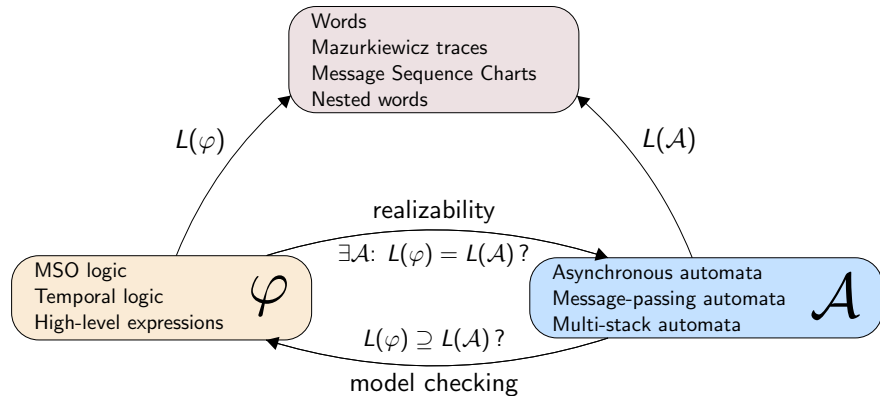 Words
Mazurkiewicz traces
Message Sequence Charts
Nested words
L(φ)
L(𝒜)
realizability
∃𝒜: L(φ) = L(𝒜) ?
MSO logic
Temporal logic
High-level expressions
φ
Asynchronous automata
Message-passing automata
Multi-stack automata
𝒜
L(φ) ⊇ L(𝒜) ?
model checking